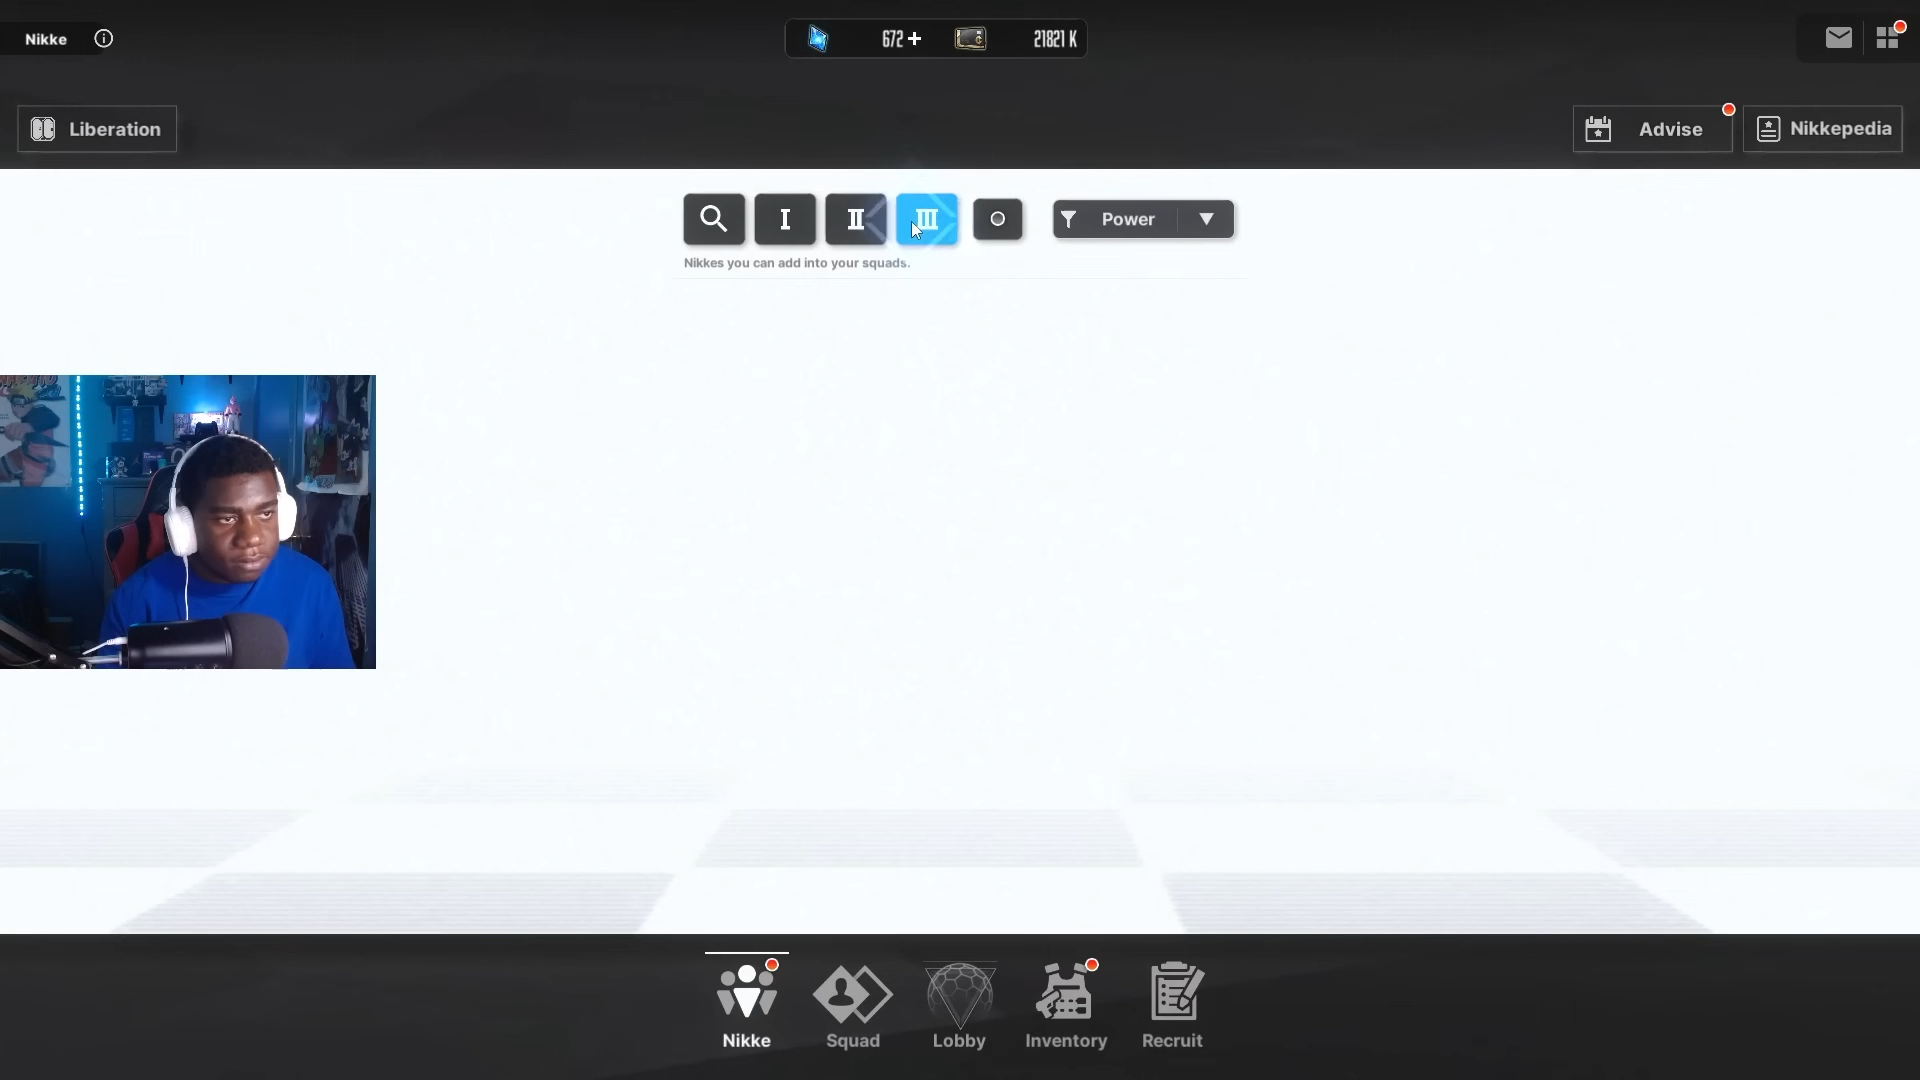 Nikke
672
21821 K
Liberation
Advise
Nikkepedia
I
II
III
Power
Nikkes you can add into your squads.
Nikke
Squad
Lobby
Inventory
Recruit